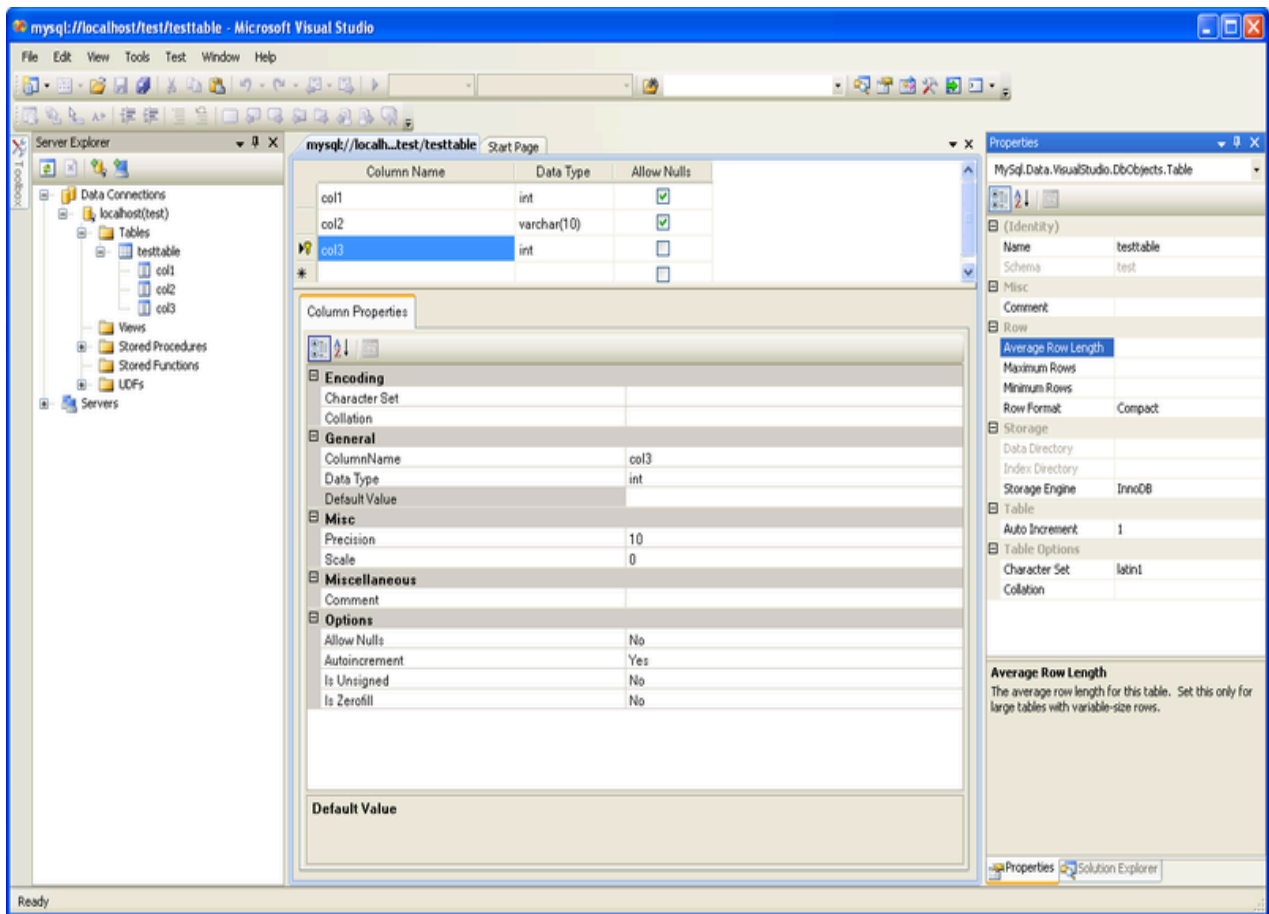 mysql://localhost/test/testtable - Microsoft Visual Studio
File Edit View Tools Test Window Help
Toolbox
Server Explorer
Data Connections
localhost(test)
Tables
testtable
col1
col2
col3
Views
Stored Procedures
Stored Functions
UDFs
Servers
mysql://localh...test/testtable Start Page
Column Name Data Type Allow Nulls
col1 int
col2 varchar(10)
col3 int
Column Properties
Encoding
Character Set
Collation
General
ColumnName col3
Data Type int
Default Value
Misc
Precision 10
Scale 0
Miscellaneous
Comment
Options
Allow Nulls No
Autoincrement Yes
Is Unsigned No
Is Zerofill No
Default Value
Properties
MySql.Data.VisualStudio.DbObjects.Table
(Identity)
Name testtable
Schema test
Misc
Comment
Row
Average Row Length
Maximum Rows
Minimum Rows
Row Format Compact
Storage
Data Directory
Index Directory
Storage Engine InnoDB
Table
Auto Increment 1
Table Options
Character Set latin1
Collation
Average Row Length
The average row length for this table. Set this only for
large tables with variable-size rows.
Properties Solution Explorer
Ready